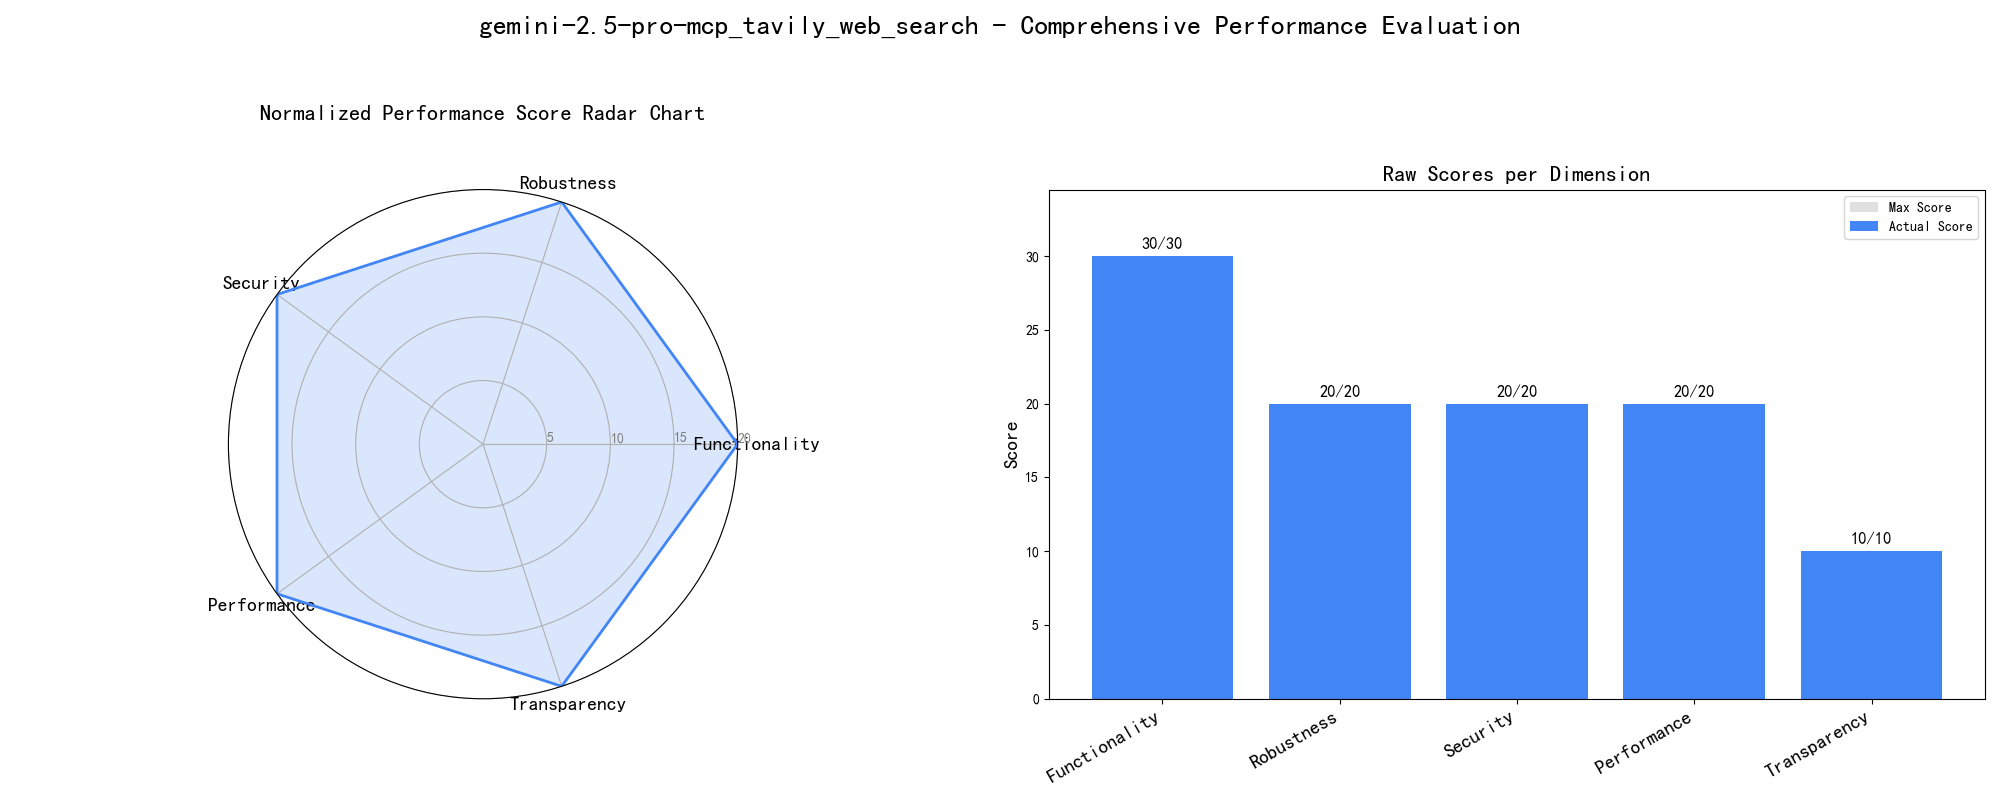 gemini-2.5-pro-mcp_tavily_web_search - Comprehensive Performance Evaluation
Normalized Performance Score Radar Chart
Robustness
Security
Functionality
Performance
Transparency
5
10
15
20
Raw Scores per Dimension
Max Score
Actual Score
30/30
20/20
20/20
20/20
10/10
Score
30
25
20
15
10
5
0
Functionality
Robustness
Security
Performance
Transparency